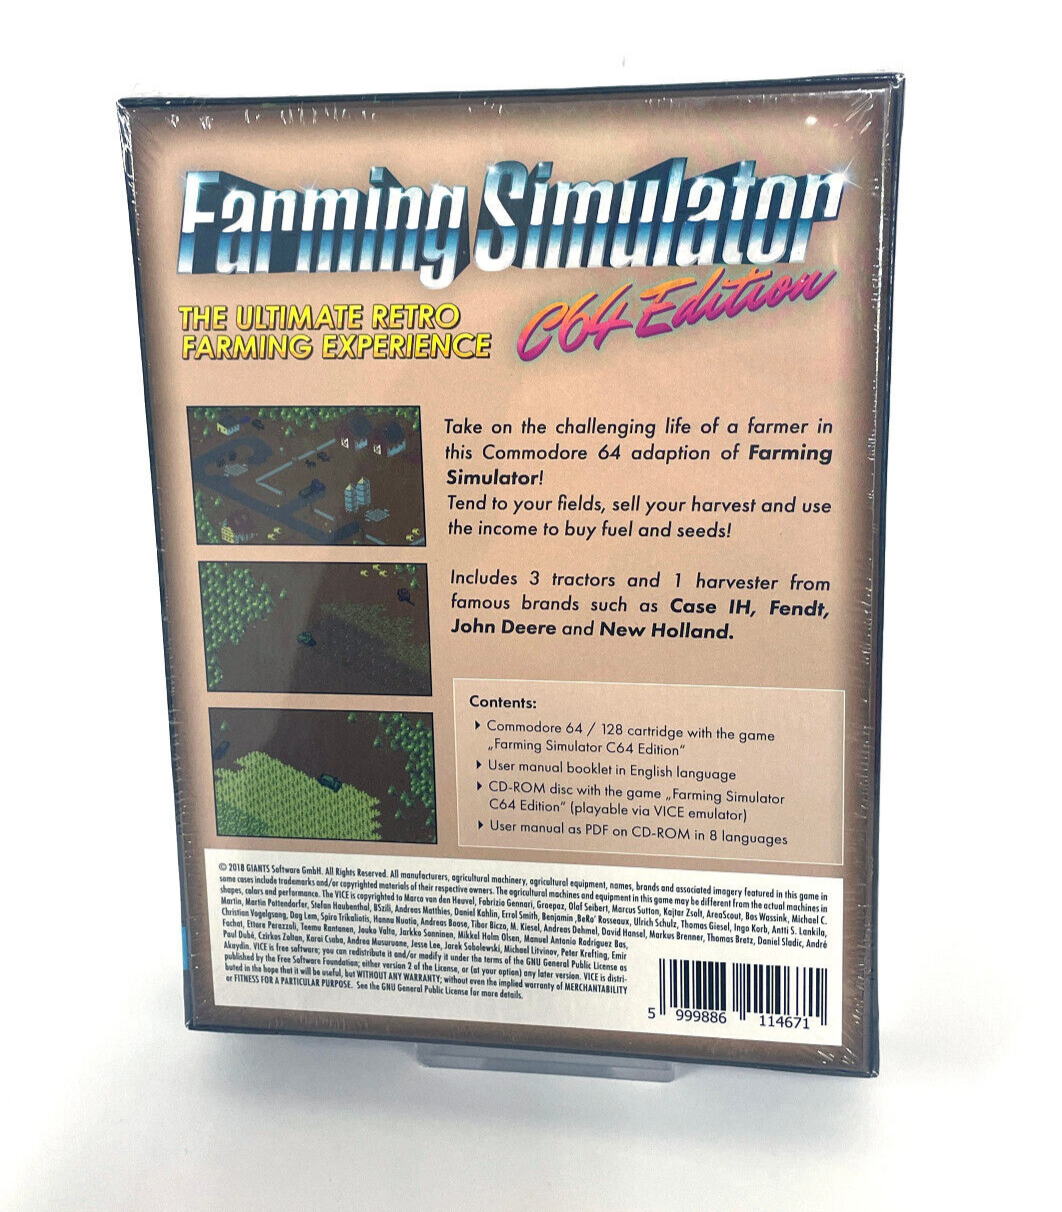 Farming Simulator
C64 Edition
THE ULTIMATE RETRO
FARMING EXPERIENCE
Take on the challenging life of a farmer in
this Commodore 64 adaption of Farming
Simulator!
Tend to your fields, sell your harvest and use
the income to buy fuel and seeds!
Includes 3 tractors and 1 harvester from
famous brands such as Case IH, Fendt,
John Deere and New Holland.
Contents:
Commodore 64 / 128 cartridge with the game
„Farming Simulator C64 Edition“
User manual booklet in English language
CD-ROM disc with the game „Farming Simulator
C64 Edition“ (playable via VICE emulator)
User manual as PDF on CD-ROM in 8 languages
© 2018 GIANTS Software GmbH. All Rights Reserved. All manufacturers, agricultural machinery, agricultural equipment, names, brands and associated imagery featured in this game in
some cases include trademarks and/or copyrighted materials of their respective owners. The agricultural machines and equipment in this game may be different from the actual machines in
shapes, colors and performance. The VICE is copyrighted to Marco van den Heuvel, Fabrizio Gennari, Groepaz, Olaf Seibert, Marcus Sutton, Kajtar Zsolt, AreaScout, Bas Wassink, Michael C.
Martin, Martin Pottendorfer, Stefan Haubenthal, BSzili, Andreas Matthies, Daniel Kahlin, Errol Smith, Benjamin ‚BeRo' Rosseaux, Ulrich Schulz, Thomas Giesel, Ingo Korb, Antti S. Lankila,
Christian Vogelgsang, Dag Lem, Spiro Trikaliotis, Hannu Nuotio, Andreas Boose, Tibor Biczo, M. Kiesel, Andreas Dehmel, David Hansel, Markus Brenner, Thomas Bretz, Daniel Sladic, André
Fachat, Ettore Perazzoli, Teemu Rantanen, Jouko Valta, Jarkko Sonninen, Mikkel Holm Olsen, Manuel Antonio Rodriguez Bas,
Paul Dubé, Czirkos Zoltan, Karai Csaba, Andrea Musuruane, Jesse Lee, Jarek Sobolewski, Michael Litvinov, Peter Krefting, Emir
Akaydin. VICE is free software; you can redistribute it and/or modify it under the terms of the GNU General Public License as
published by the Free Software Foundation; either version 2 of the License, or (at your option) any later version. VICE is distri-
buted in the hope that it will be useful, but WITHOUT ANY WARRANTY; without even the implied warranty of MERCHANTABILITY
or FITNESS FOR A PARTICULAR PURPOSE. See the GNU General Public License for more details.
5 999886 114671